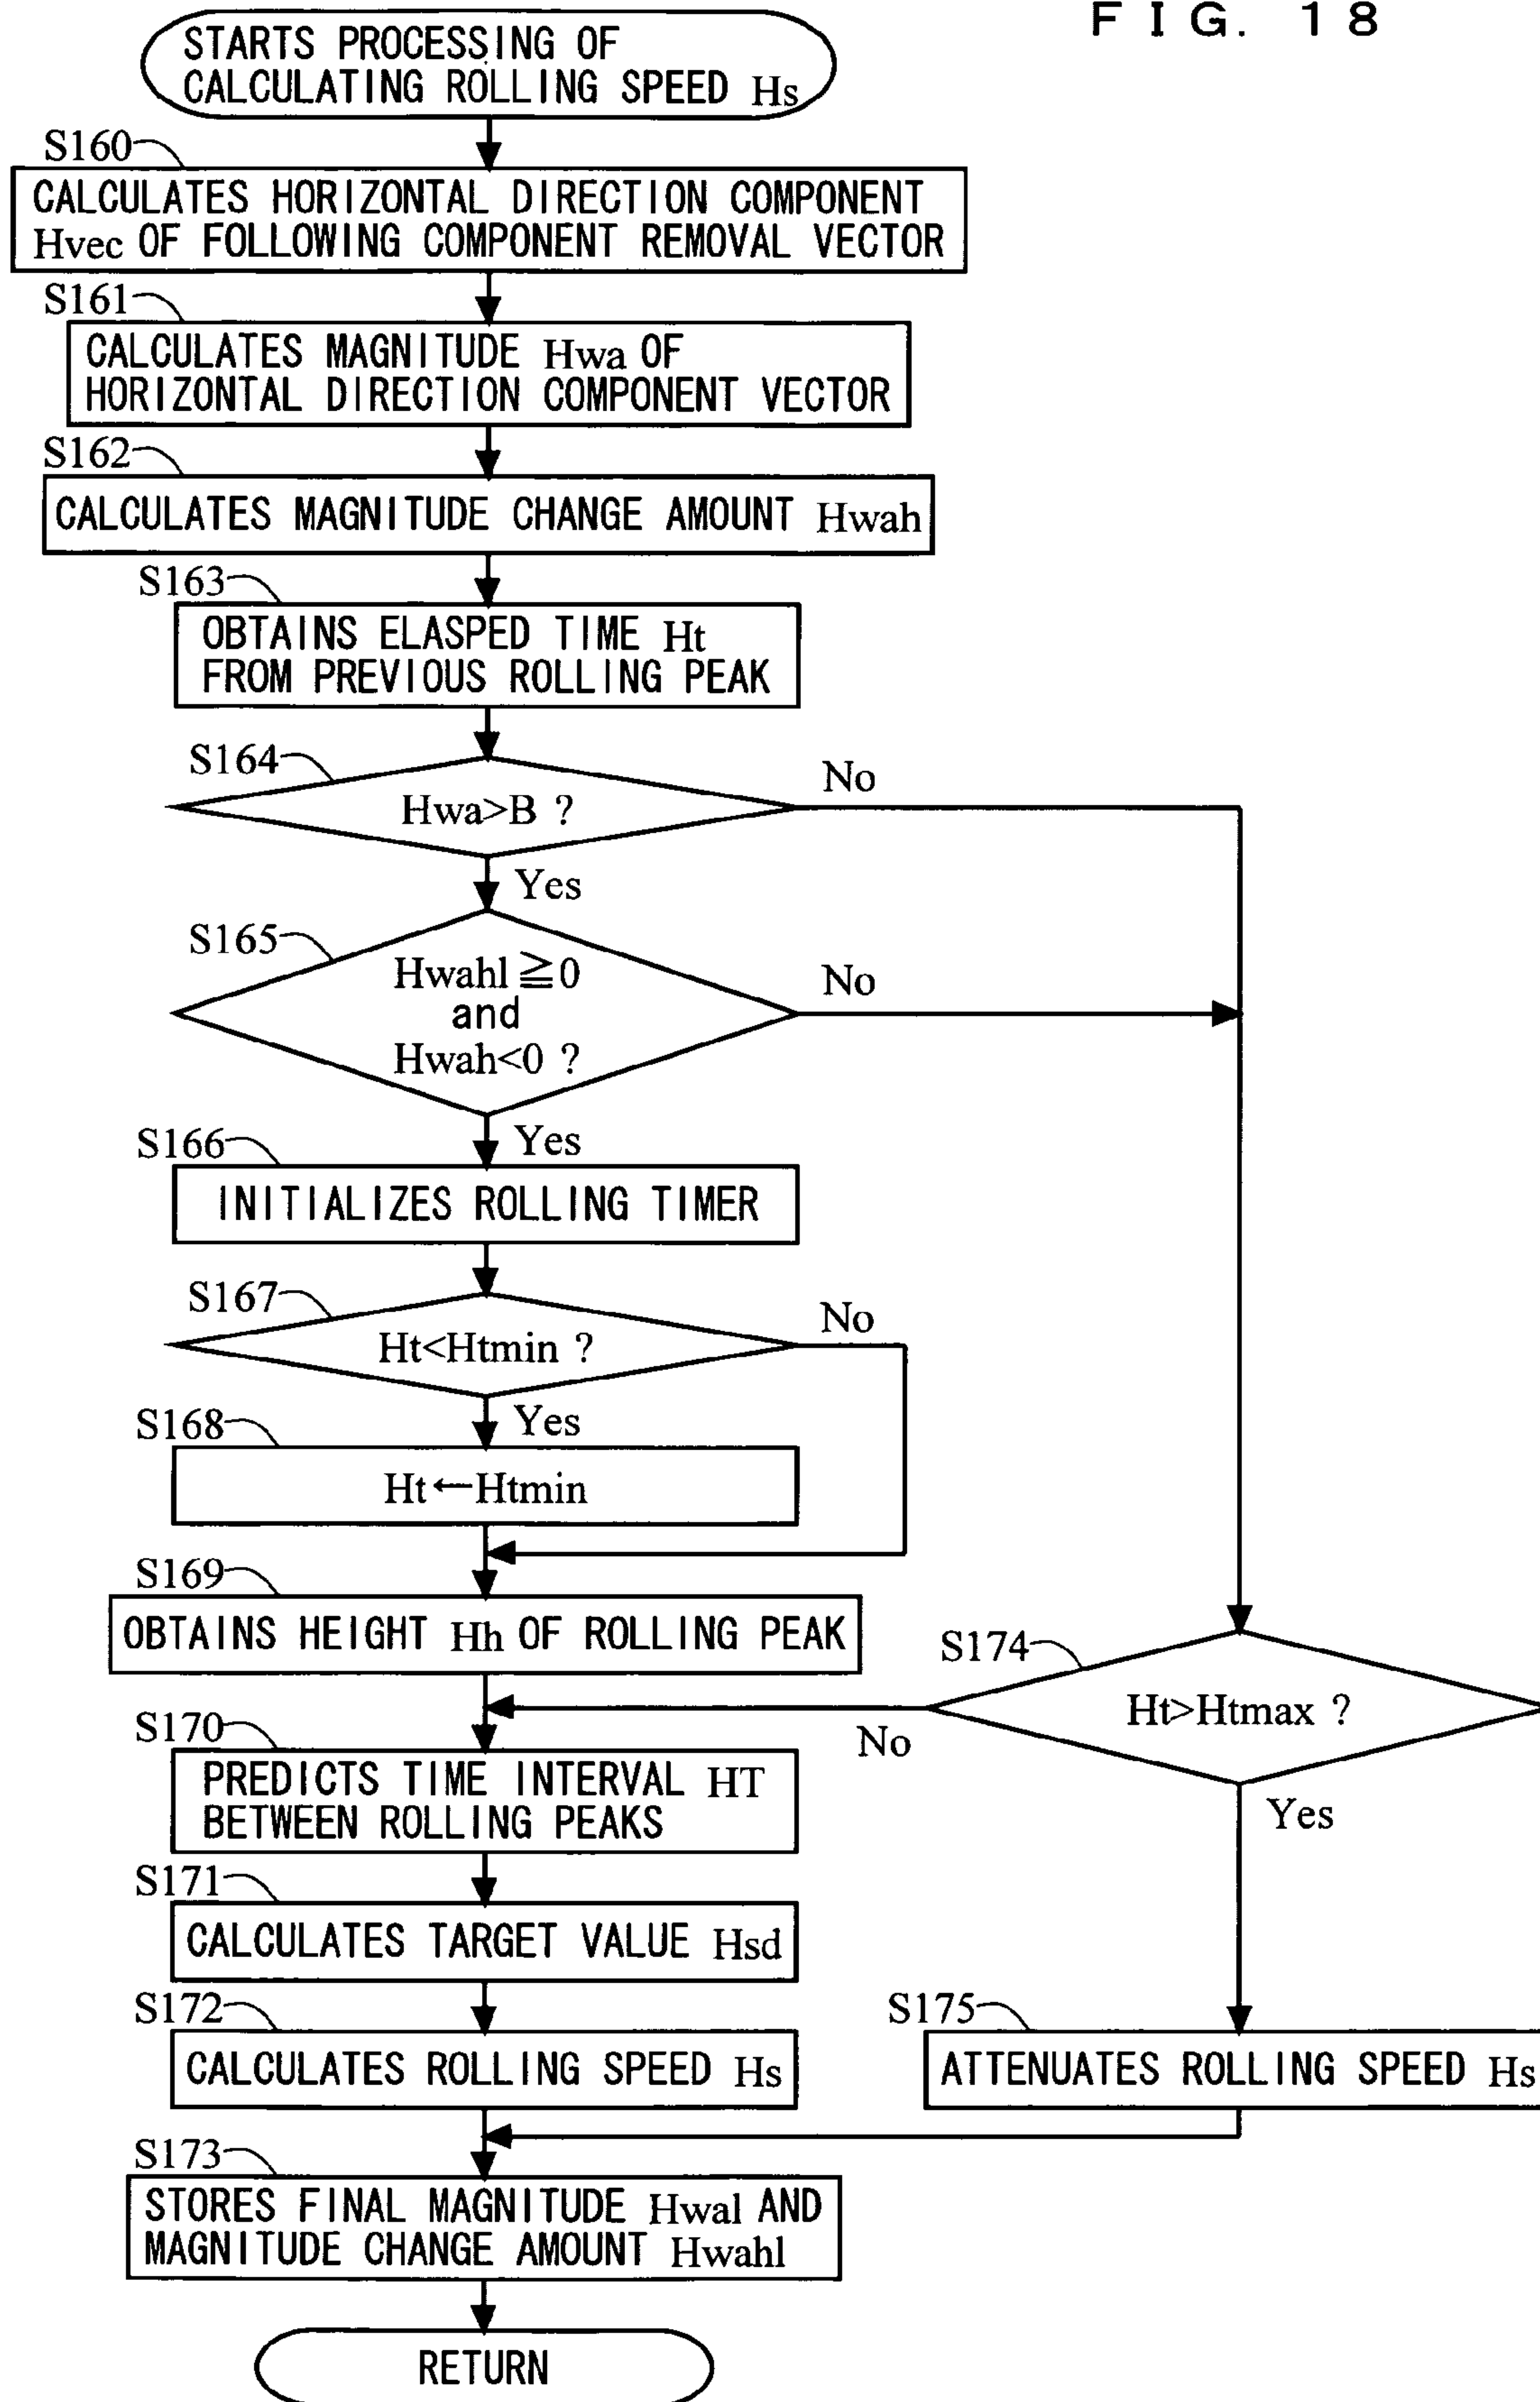 FIG. 18
STARTS PROCESSING OF
CALCULATING ROLLING SPEED Hs
S160
CALCULATES HORIZONTAL DIRECTION COMPONENT
Hvec OF FOLLOWING COMPONENT REMOVAL VECTOR
S161
CALCULATES MAGNITUDE Hwa OF
HORIZONTAL DIRECTION COMPONENT VECTOR
S162
CALCULATES MAGNITUDE CHANGE AMOUNT Hwah
S163
OBTAINS ELASPED TIME Ht
FROM PREVIOUS ROLLING PEAK
S164
Hwa>B ?
No
Yes
S165
Hwahl≧0
and
Hwah<0 ?
No
Yes
S166
INITIALIZES ROLLING TIMER
S167
Ht<Htmin ?
No
Yes
S168
Ht←Htmin
S169
OBTAINS HEIGHT Hh OF ROLLING PEAK
S174
Ht>Htmax ?
No
Yes
S170
PREDICTS TIME INTERVAL HT
BETWEEN ROLLING PEAKS
S171
CALCULATES TARGET VALUE Hsd
S172
CALCULATES ROLLING SPEED Hs
S175
ATTENUATES ROLLING SPEED Hs
S173
STORES FINAL MAGNITUDE Hwal AND
MAGNITUDE CHANGE AMOUNT Hwahl
RETURN